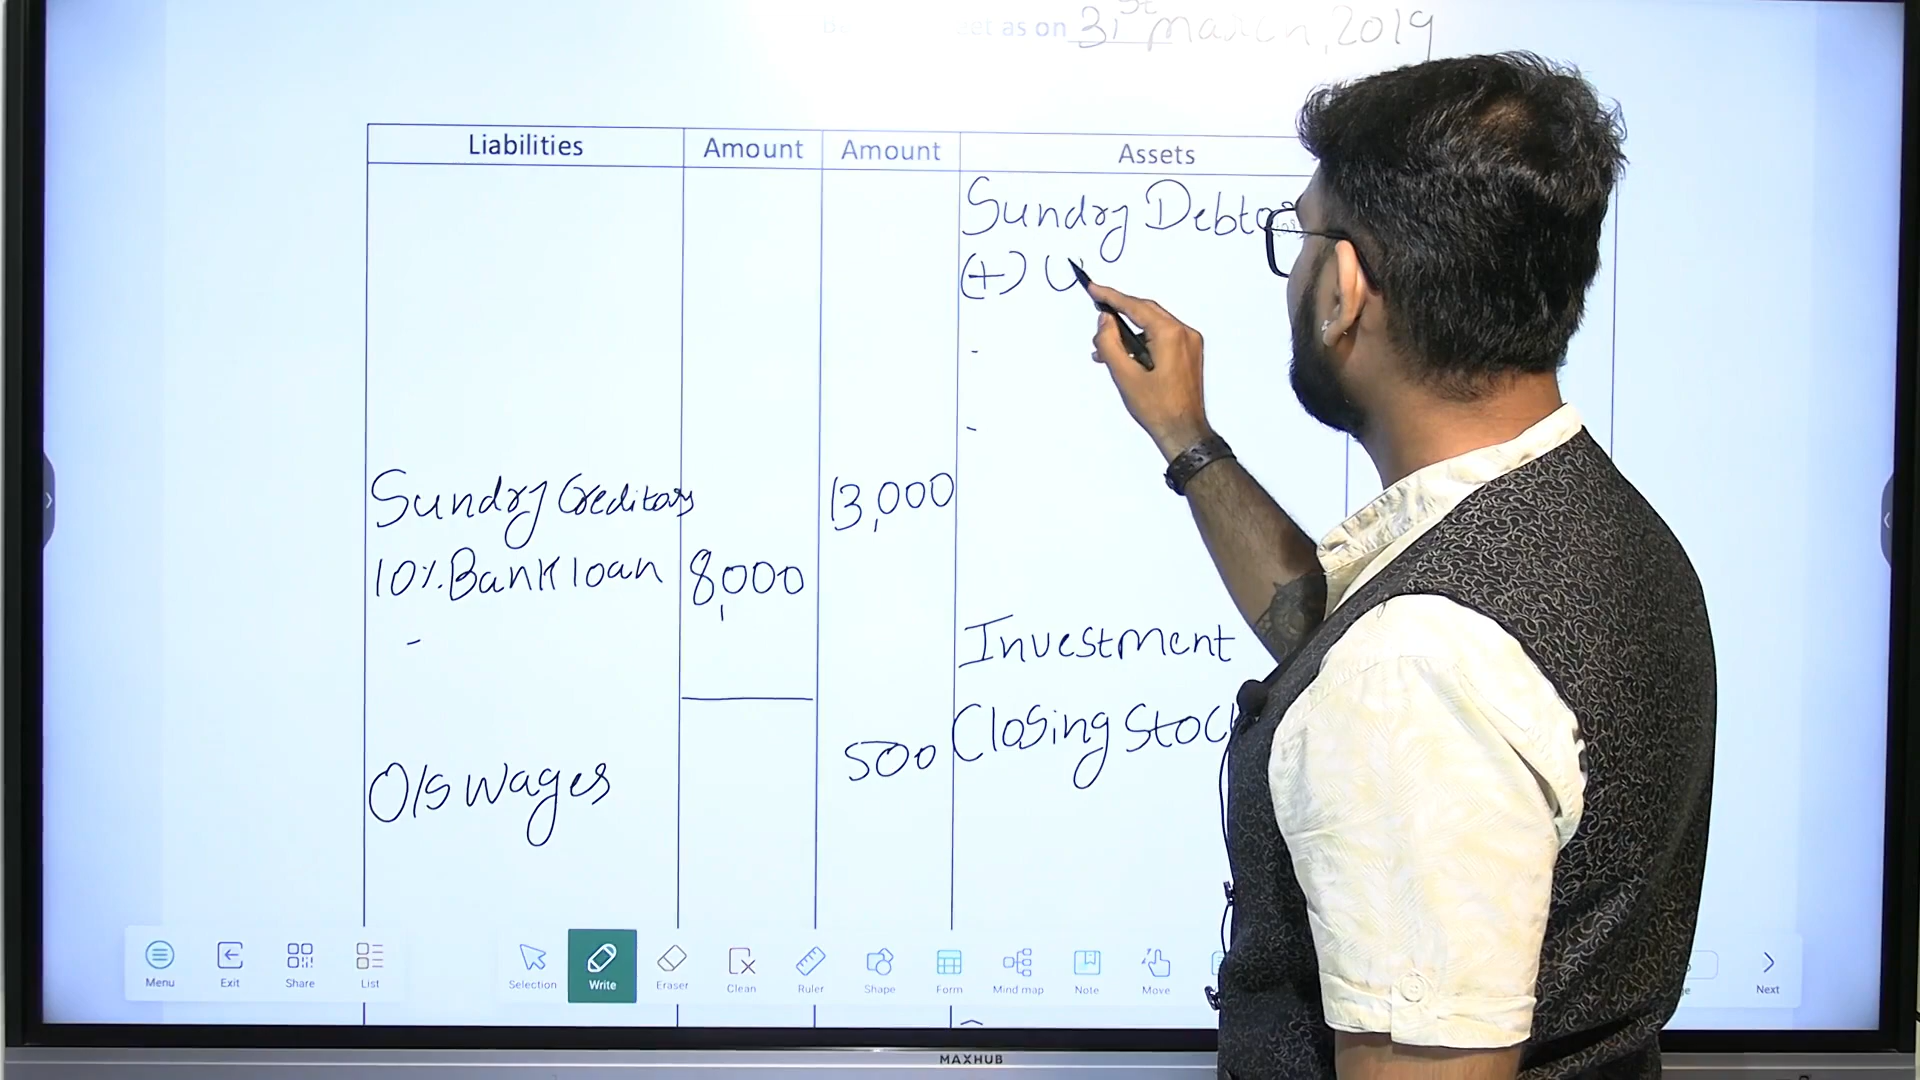 et as on 31st March, 2019
Liabilities Amount Amount Assets
Sundry
(+) U
-
-
Sundry Creditors 13,000
10% Bank loan 8,000
-
Investment
Closing
500
O/S wages
Menu Exit Share List Selection Write Eraser Clean Ruler Shape Form Mind map Note Move Next
MAXHUB